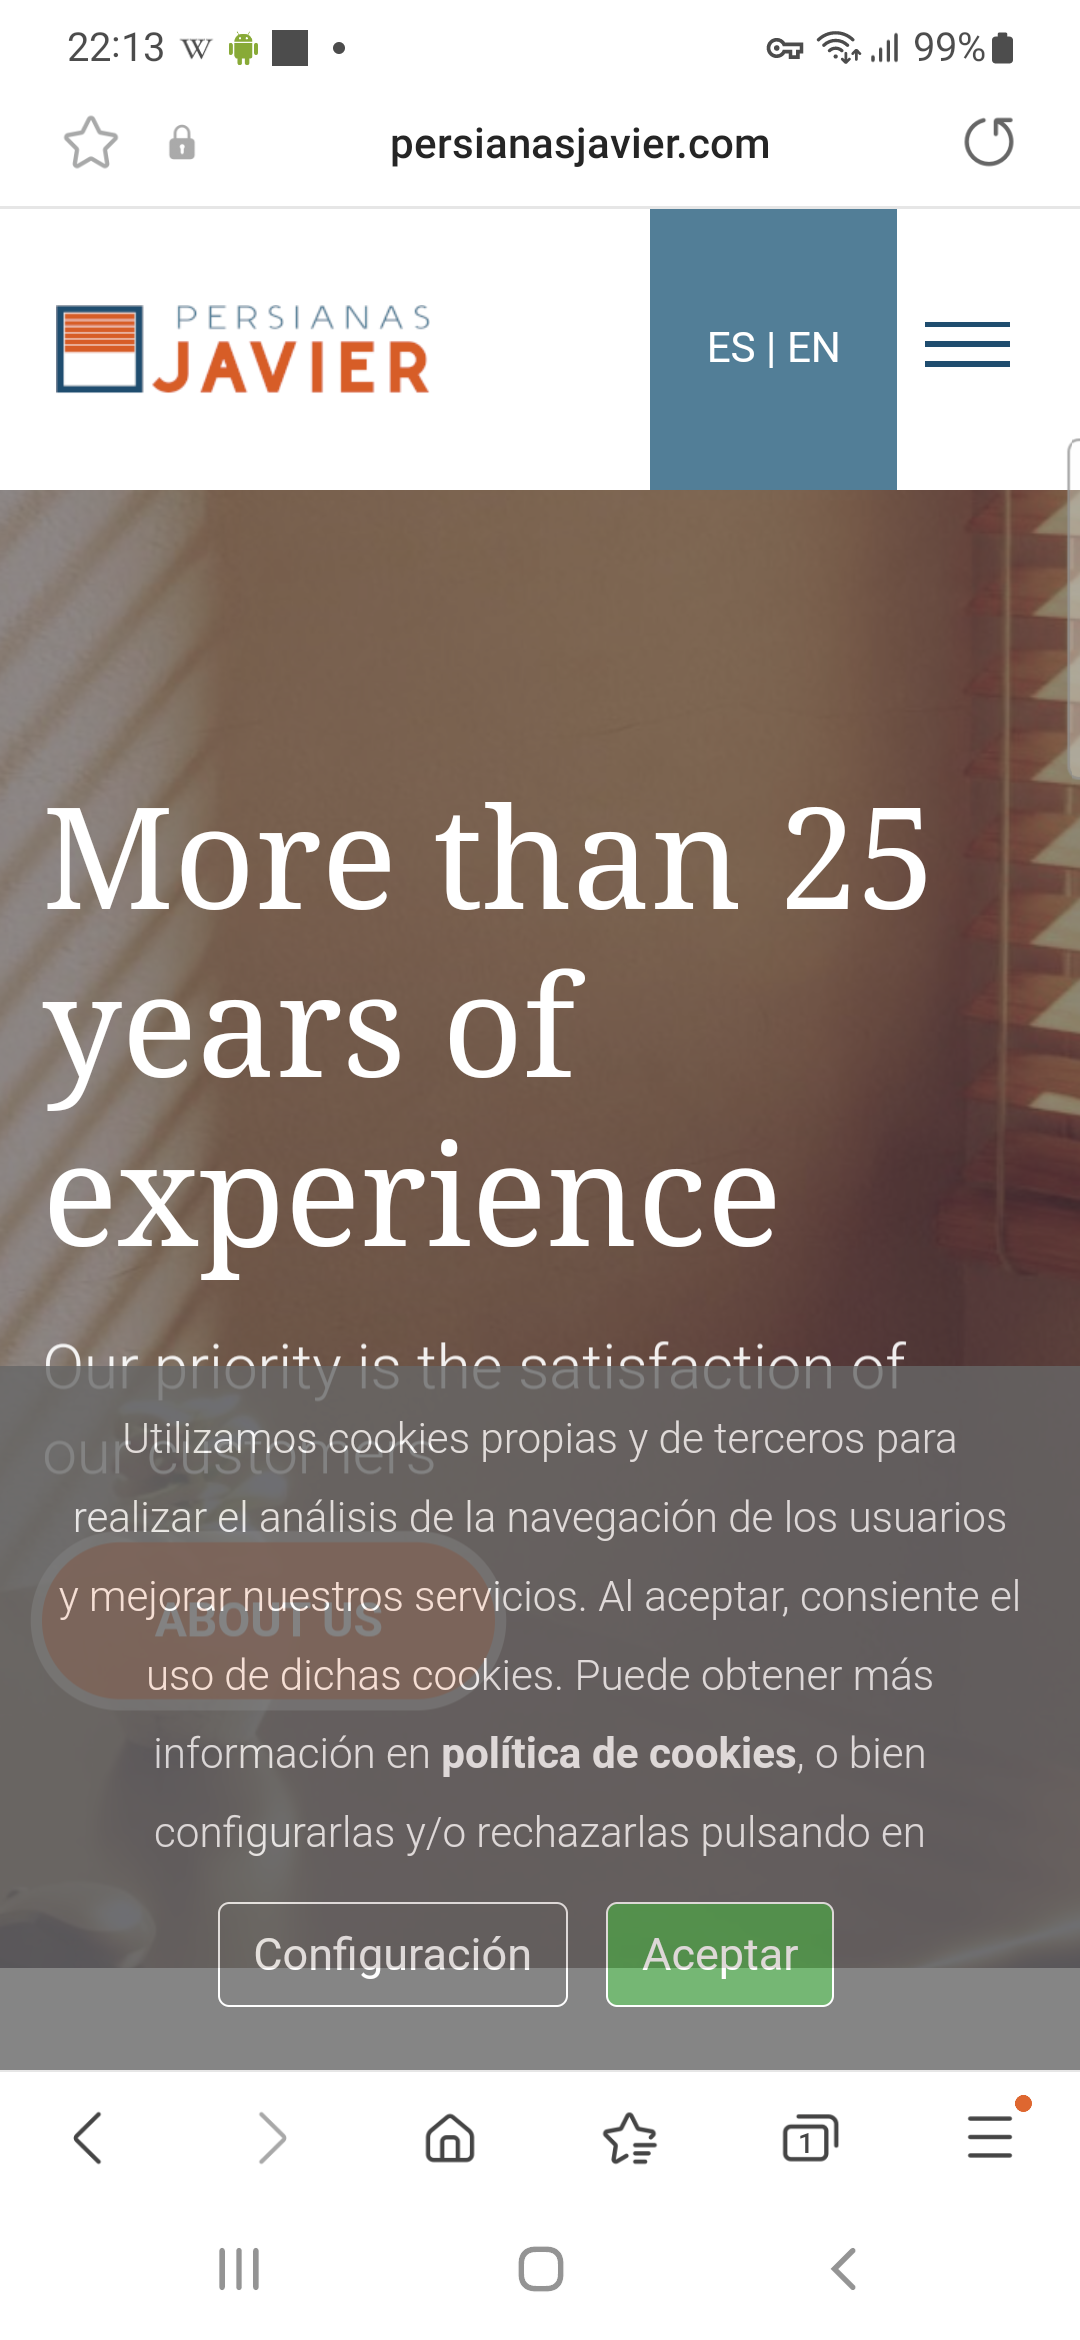 22:13 W 99%
persianasjavier.com
PERSIANAS
JAVIER
ES | EN
More than 25
years of
experience
Our priority is the satisfaction of
our customers
Utilizamos cookies propias y de terceros para
realizar el análisis de la navegación de los usuarios
y mejorar nuestros servicios. Al aceptar, consiente el
ABOUT US
uso de dichas cookies. Puede obtener más
información en política de cookies, o bien
configurarlas y/o rechazarlas pulsando en
Configuración Aceptar
1